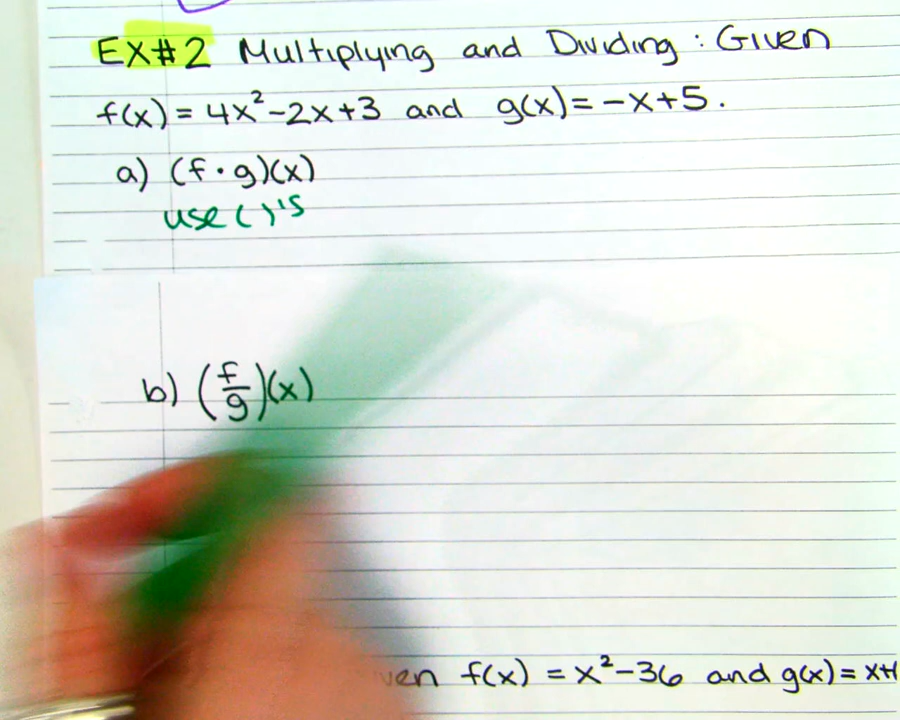 EX#2 Multiplying and Dividing : Given
f(x) = 4x²-2x+3 and g(x)= -x+5.
a) (f·g)(x)
use ( )'s
b) (f/g)(x)
f(x) = x²-36 and g(x)=